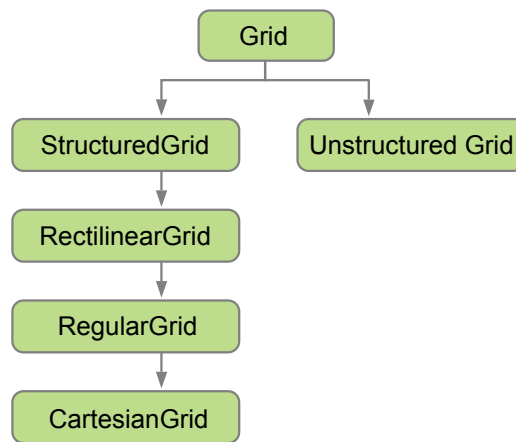 Grid
StructuredGrid
Unstructured Grid
RectilinearGrid
RegularGrid
CartesianGrid